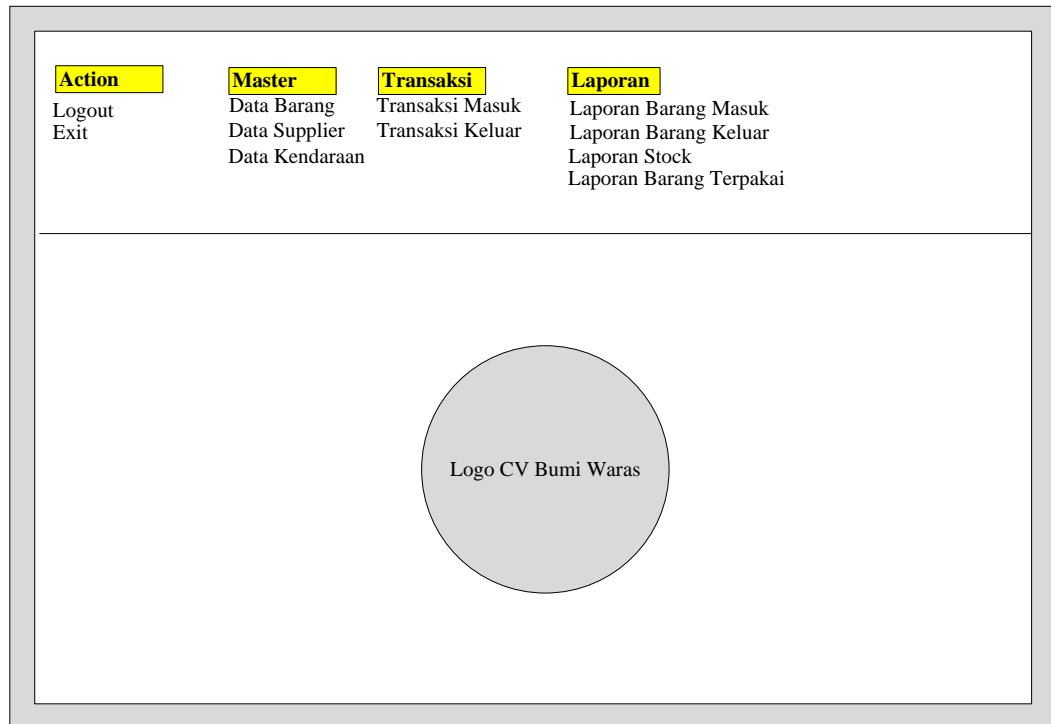 Action
Logout
Exit
Master
Data Barang
Data Supplier
Data Kendaraan
Transaksi
Transaksi Masuk
Transaksi Keluar
Laporan
Laporan Barang Masuk
Laporan Barang Keluar
Laporan Stock
Laporan Barang Terpakai
Logo CV Bumi Waras